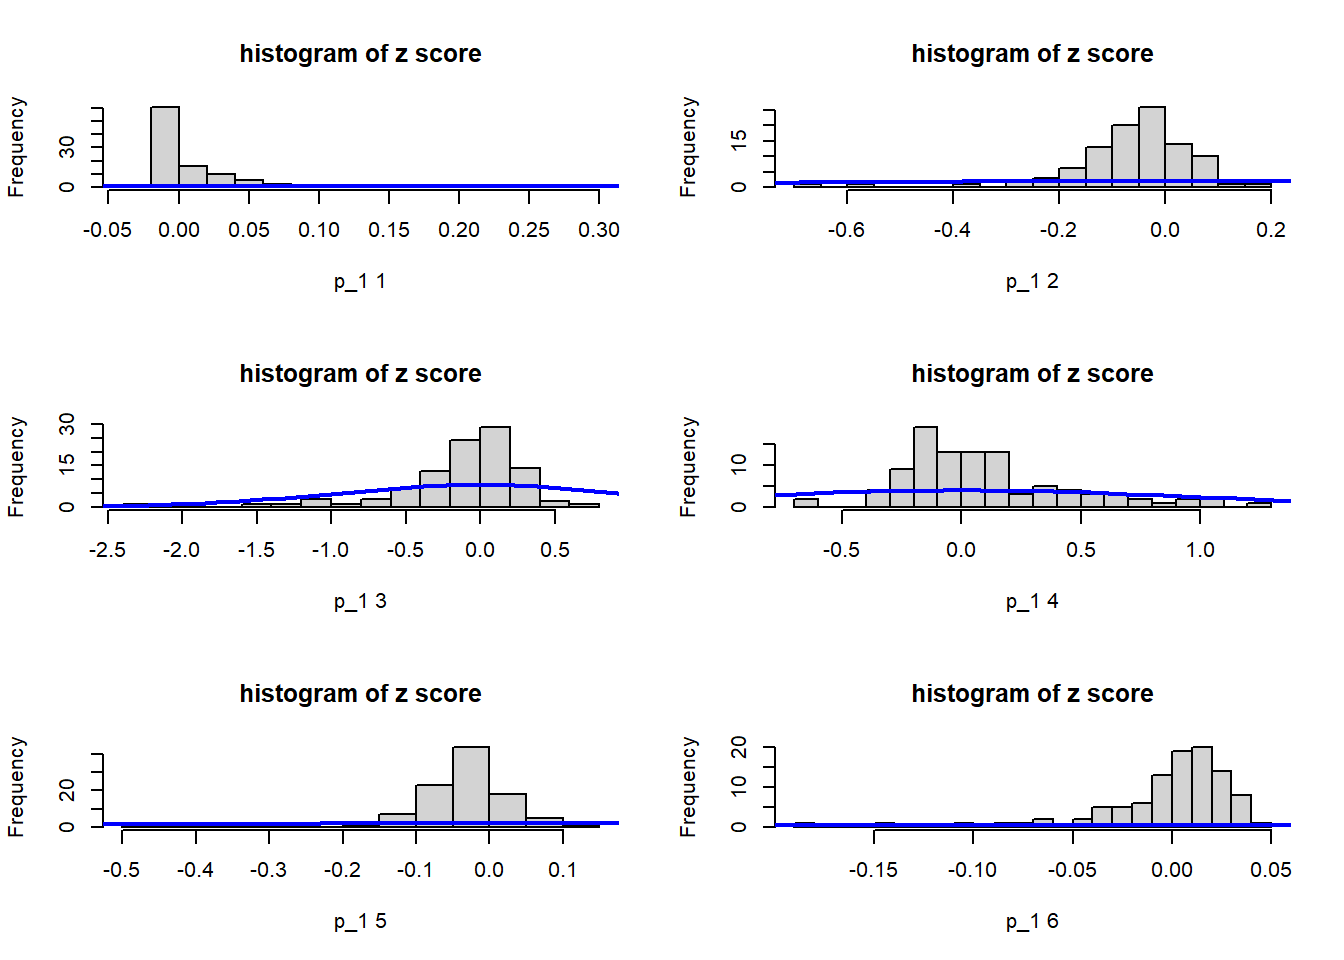 histogram of z score
Frequency
0 30
-0.05 0.00 0.05 0.10 0.15 0.20 0.25 0.30
p_1 1
histogram of z score
Frequency
0 15
-0.6 -0.4 -0.2 0.0 0.2
p_1 2
histogram of z score
Frequency
0 15 30
-2.5 -2.0 -1.5 -1.0 -0.5 0.0 0.5
p_1 3
histogram of z score
Frequency
0 10
-0.5 0.0 0.5 1.0
p_1 4
histogram of z score
Frequency
0 20
-0.5 -0.4 -0.3 -0.2 -0.1 0.0 0.1
p_1 5
histogram of z score
Frequency
0 10 20
-0.15 -0.10 -0.05 0.00 0.05
p_1 6